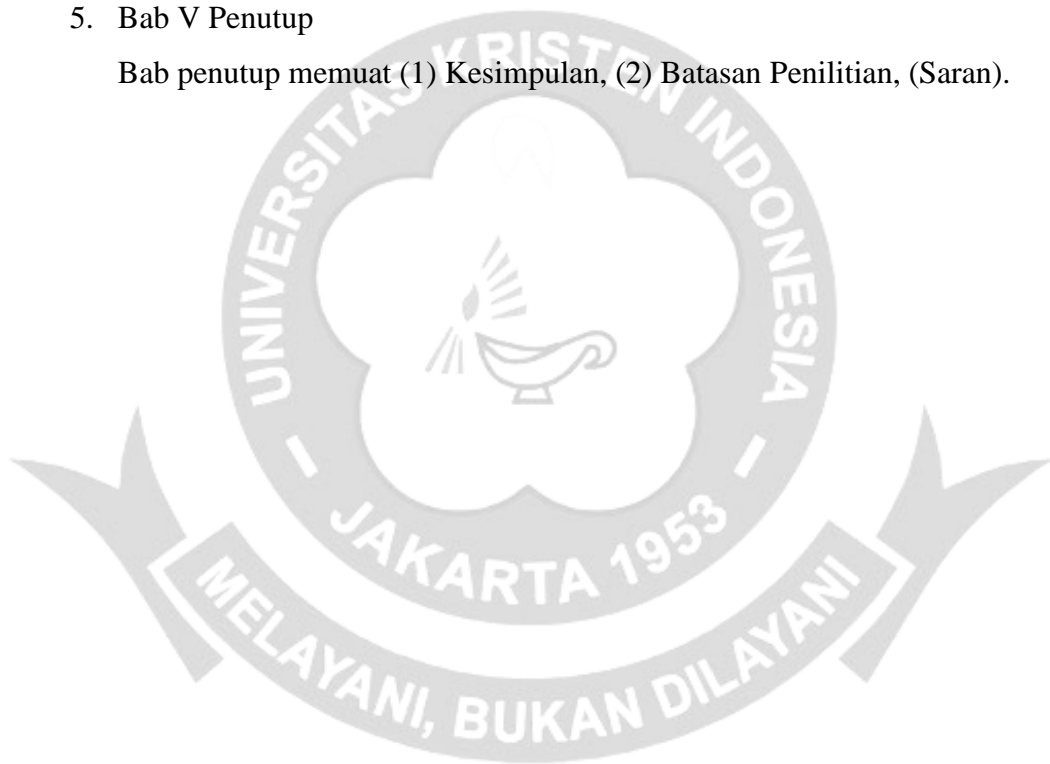 5. Bab V Penutup
Bab penutup memuat (1) Kesimpulan, (2) Batasan Penilitian, (Saran).
UNIVERSITAS KRISTEN INDONESIA
JAKARTA 1953
MELAYANI, BUKAN DILAYANI